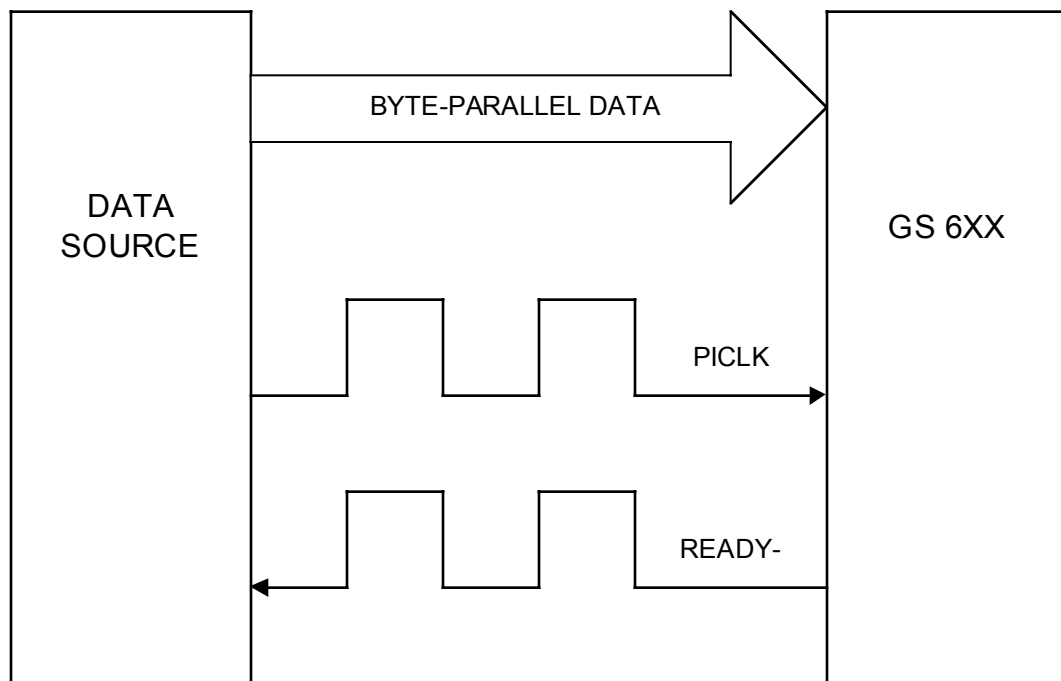 BYTE-PARALLEL DATA
DATA
SOURCE
GS 6XX
PICLK
READY-